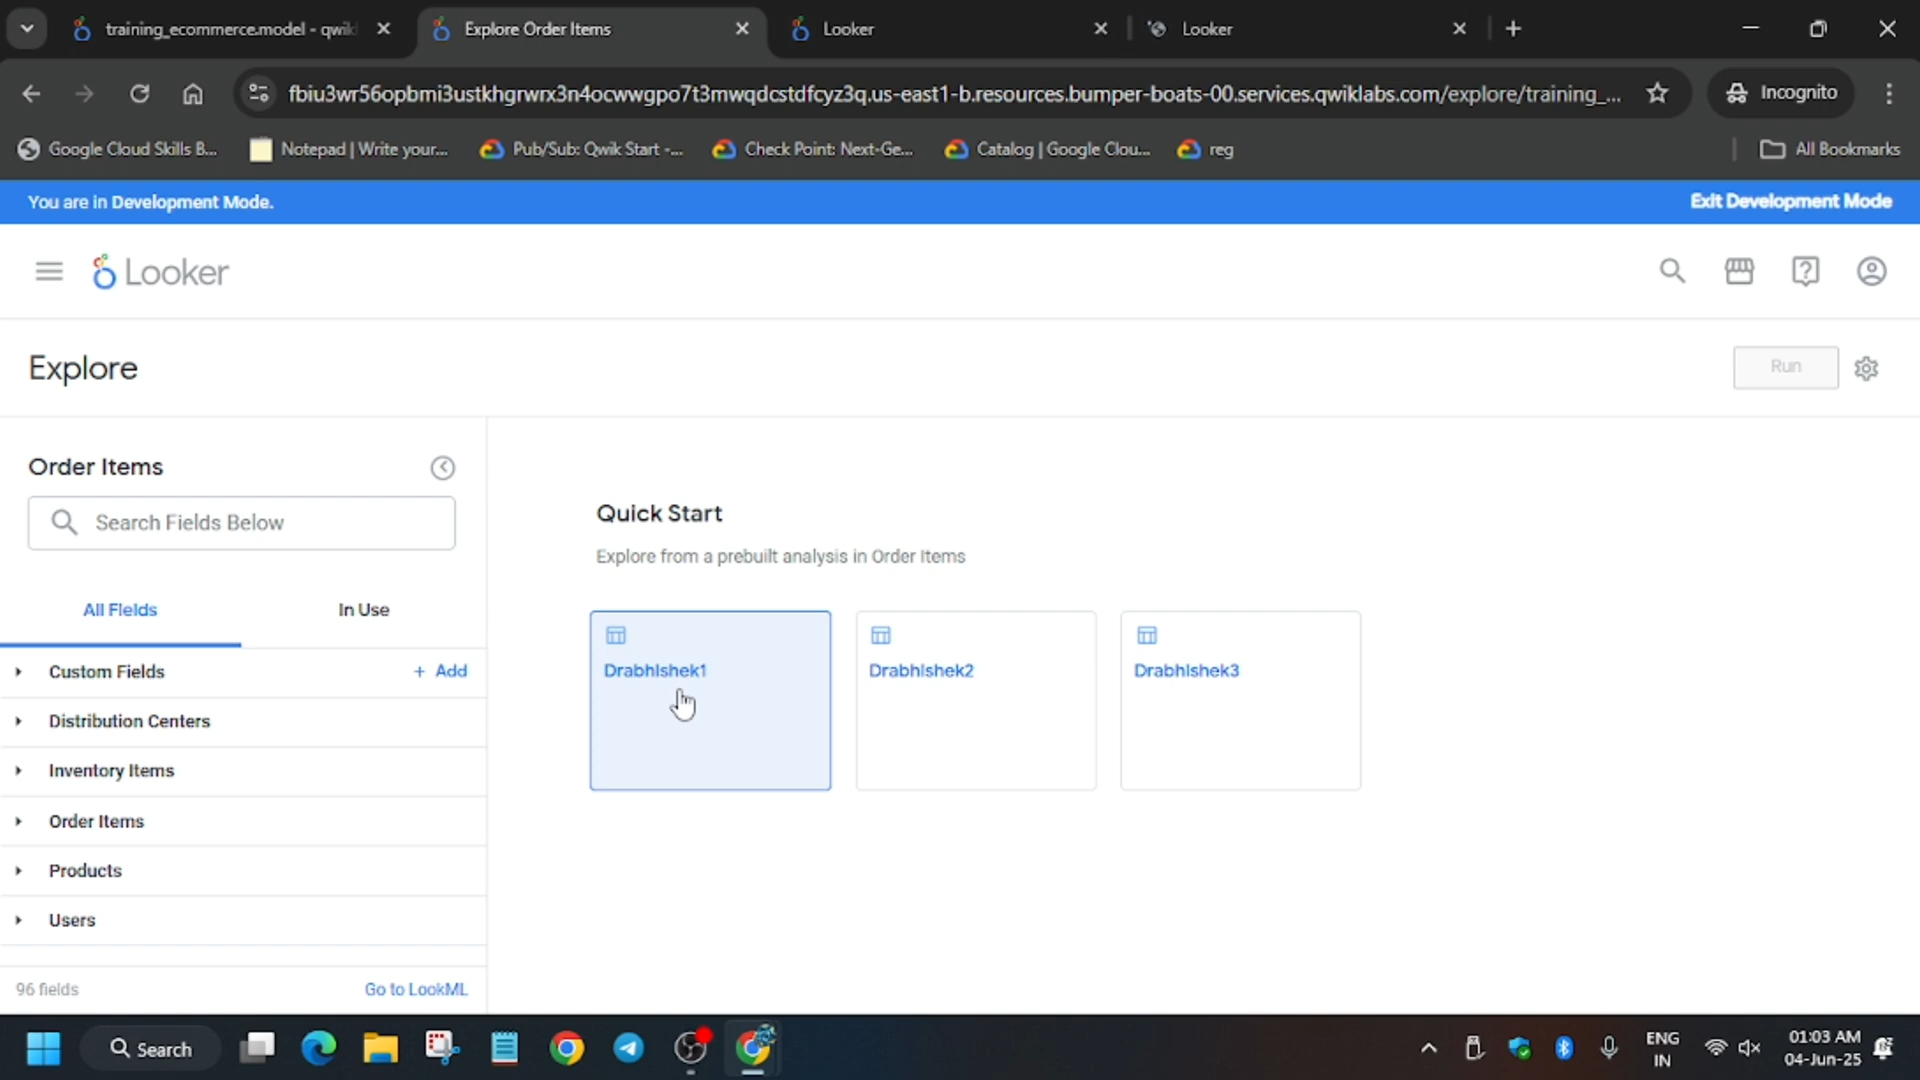 training_ecommerce.model - qwik
Explore Order Items
Looker
Looker
fbiu3wr56opbmi3ustkhgrwrx3n4ocwwgpo7t3mwqdcstdfcyz3q.us-east1-b.resources.bumper-boats-00.services.qwiklabs.com/explore/training_...
Incognito
Google Cloud Skills B...
Notepad | Write your...
Pub/Sub: Qwik Start -...
Check Point: Next-Ge...
Catalog | Google Clou...
reg
All Bookmarks
You are in Development Mode.
Exit Development Mode
Looker
Explore
Run
Order Items
Search Fields Below
All Fields
In Use
Custom Fields
+ Add
Distribution Centers
Inventory Items
Order Items
Products
Users
96 fields
Go to LookML
Quick Start
Explore from a prebuilt analysis in Order Items
Drabhishek1
Drabhishek2
Drabhishek3
Search
ENG
IN
01:03 AM
04-Jun-25